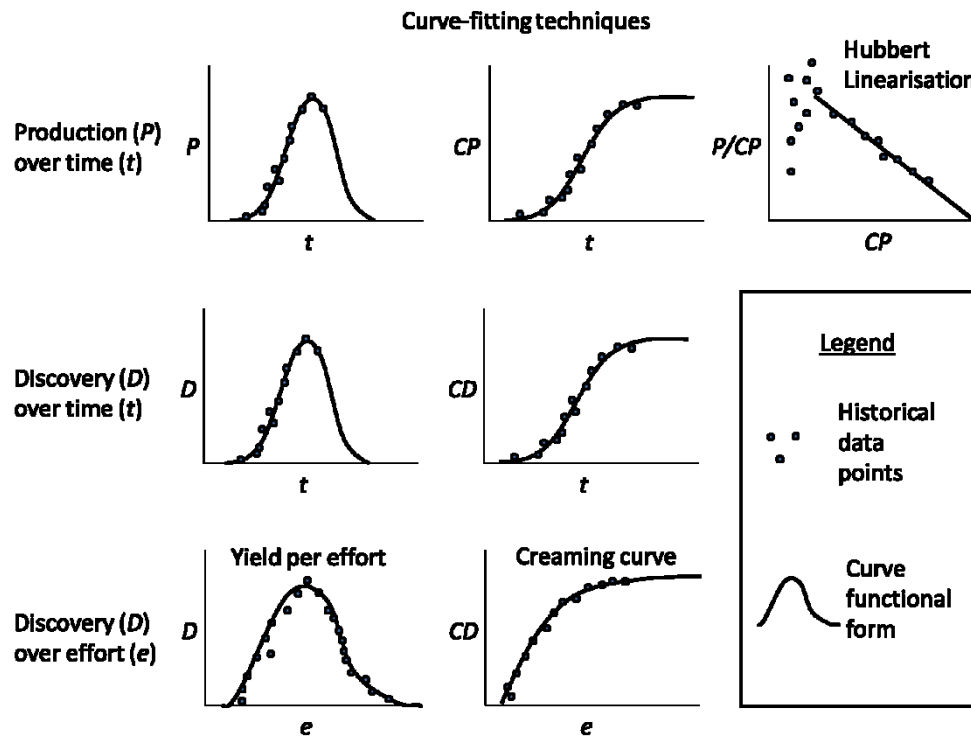 Curve-fitting techniques
Production (P)
over time (t)
P
t
CP
t
Hubbert
Linearisation
P/CP
CP
Discovery (D)
over time (t)
D
t
CD
t
Legend
Historical
data
points
Curve
functional
form
Discovery (D)
over effort (e)
Yield per effort
D
e
Creaming curve
CD
e